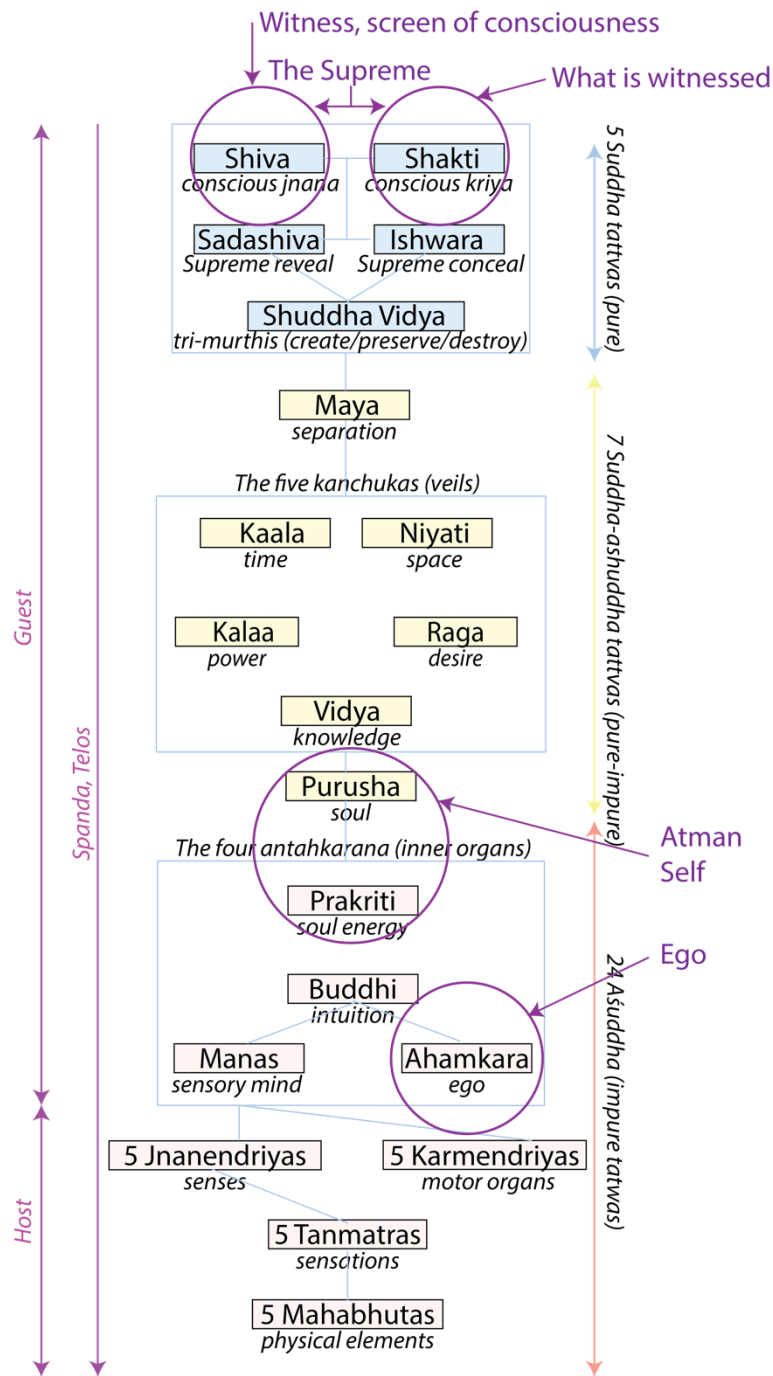 Witness, screen of consciousness
The Supreme
What is witnessed
Shiva
conscious jnana
Shakti
conscious kriya
Sadashiva
Supreme reveal
Ishwara
Supreme conceal
Shuddha Vidya
tri-murthis (create/preserve/destroy)
5 Suddha tattvas (pure)
Maya
separation
The five kanchukas (veils)
Kaala
time
Niyati
space
Kalaa
power
Raga
desire
Vidya
knowledge
7 Suddha-ashuddha tattvas (pure-impure)
Guest
Spanda, Telos
Purusha
soul
Atman
Self
The four antahkarana (inner organs)
Prakriti
soul energy
Buddhi
intuition
Ego
Manas
sensory mind
Ahamkara
ego
24 Aśuddha (impure tatwas)
Host
5 Jnanendriyas
senses
5 Karmendriyas
motor organs
5 Tanmatras
sensations
5 Mahabhutas
physical elements